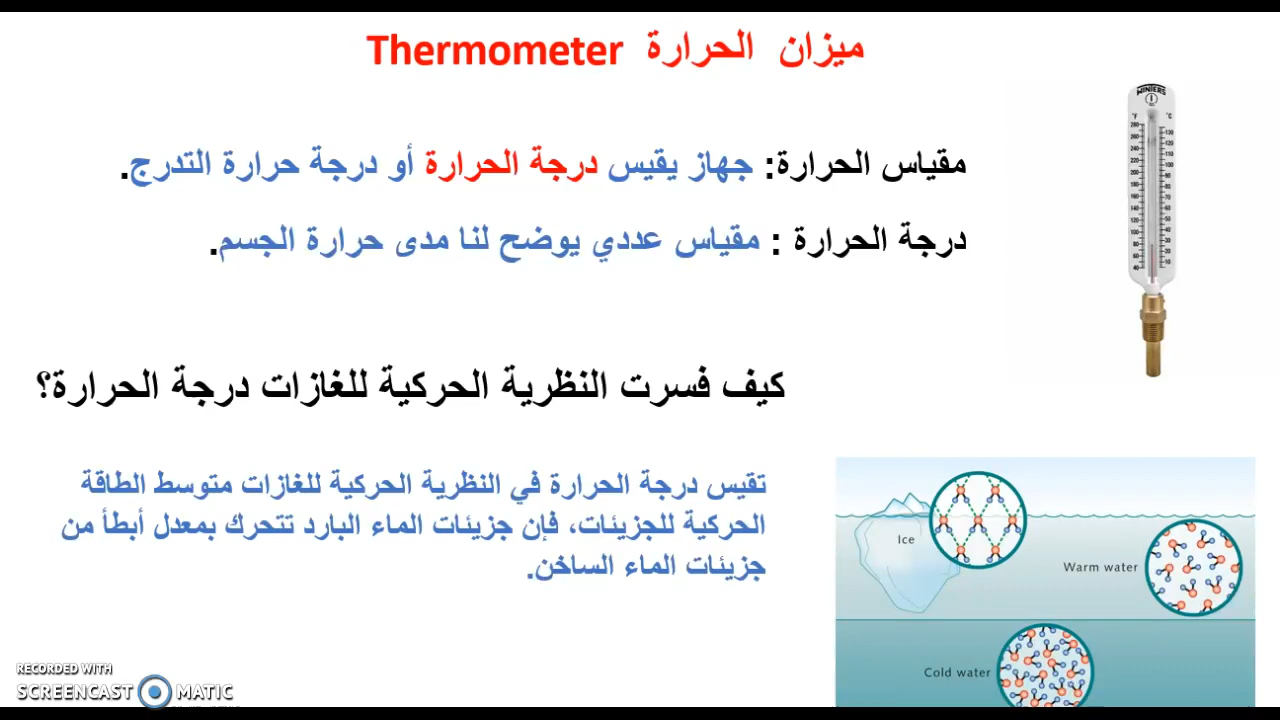 ميزان الحرارة Thermometer
مقياس الحرارة: جهاز يقيس درجة الحرارة أو درجة حرارة التدرج.
درجة الحرارة : مقياس عددي يوضح لنا مدى حرارة الجسم.
WINTERS
°F °C
كيف فسرت النظرية الحركية للغازات درجة الحرارة؟
تقيس درجة الحرارة في النظرية الحركية للغازات متوسط الطاقة
الحركية للجزيئات، فإن جزيئات الماء البارد تتحرك بمعدل أبطأ من
جزيئات الماء الساخن.
Ice
Warm water
Cold water
RECORDED WITH
SCREENCAST MATIC